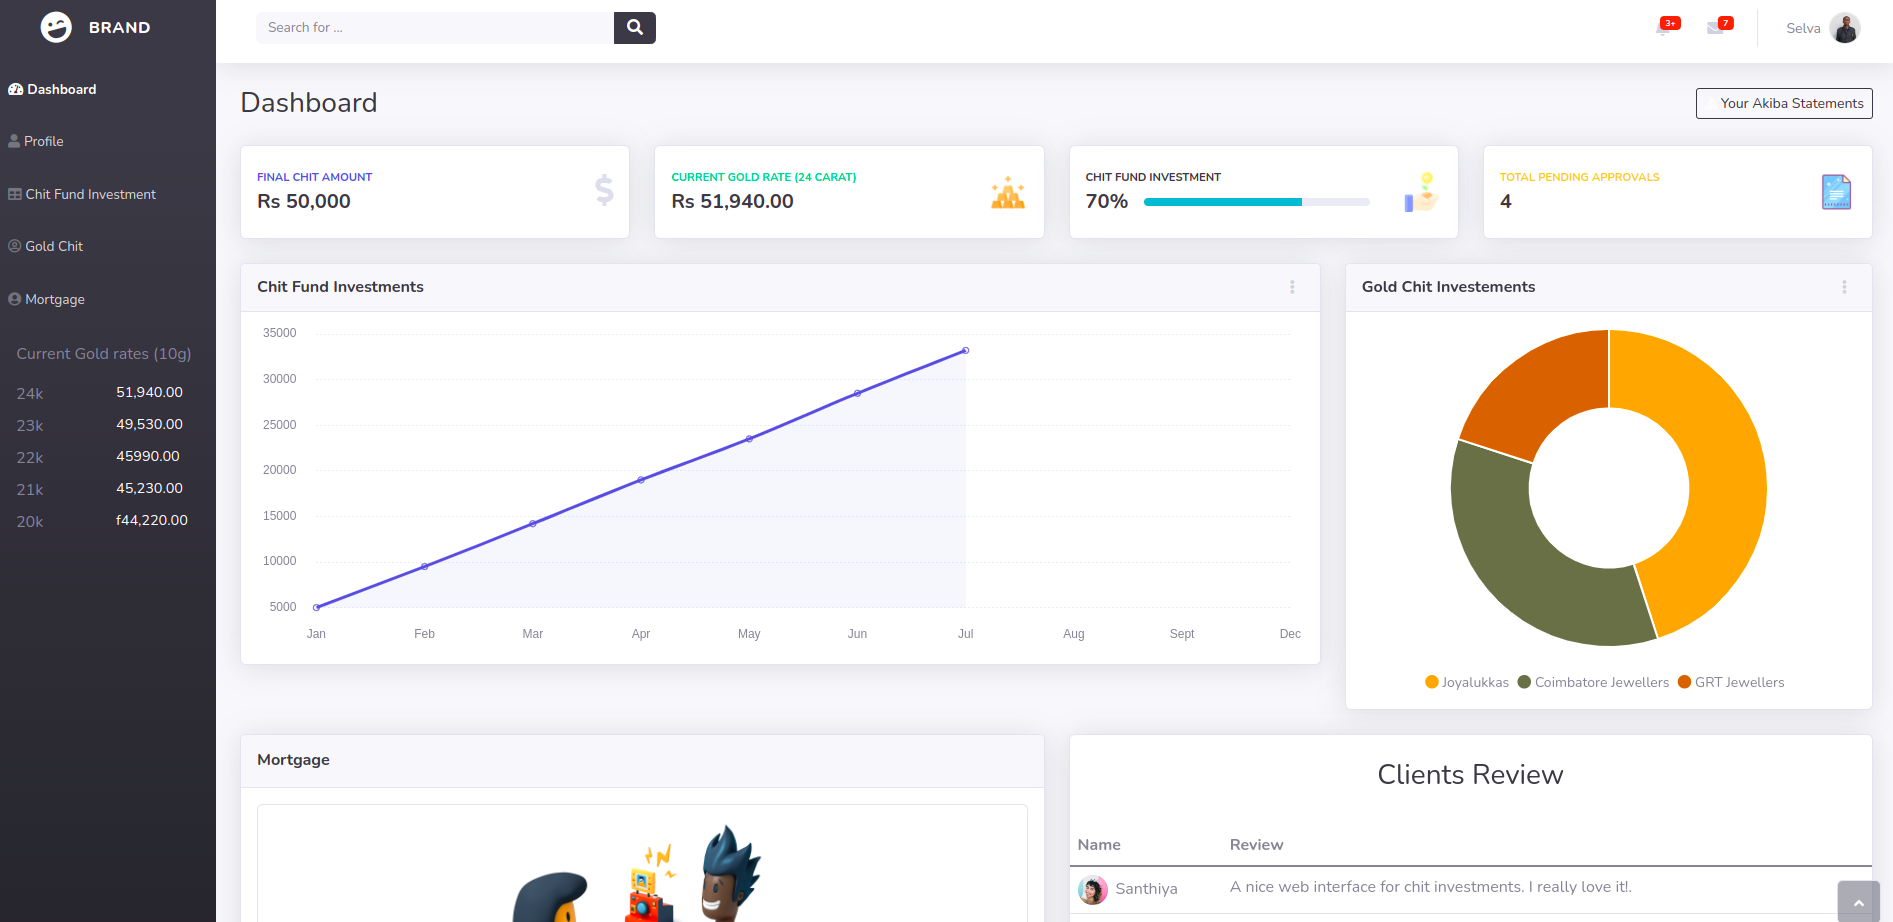 BRAND
Search for ...
3+
7
Selva
Dashboard
Profile
Chit Fund Investment
Gold Chit
Mortgage
Current Gold rates (10g)
24k 51,940.00
23k 49,530.00
22k 45990.00
21k 45,230.00
20k f44,220.00
Dashboard
Your Akiba Statements
FINAL CHIT AMOUNT
Rs 50,000
$
CURRENT GOLD RATE (24 CARAT)
Rs 51,940.00
CHIT FUND INVESTMENT
70%
TOTAL PENDING APPROVALS
4
Chit Fund Investments
35000
30000
25000
20000
15000
10000
5000
Jan Feb Mar Apr May Jun Jul Aug Sept Dec
Gold Chit Investements
Joyalukkas Coimbatore Jewellers GRT Jewellers
Mortgage
Clients Review
Name Review
Santhiya A nice web interface for chit investments. I really love it!.